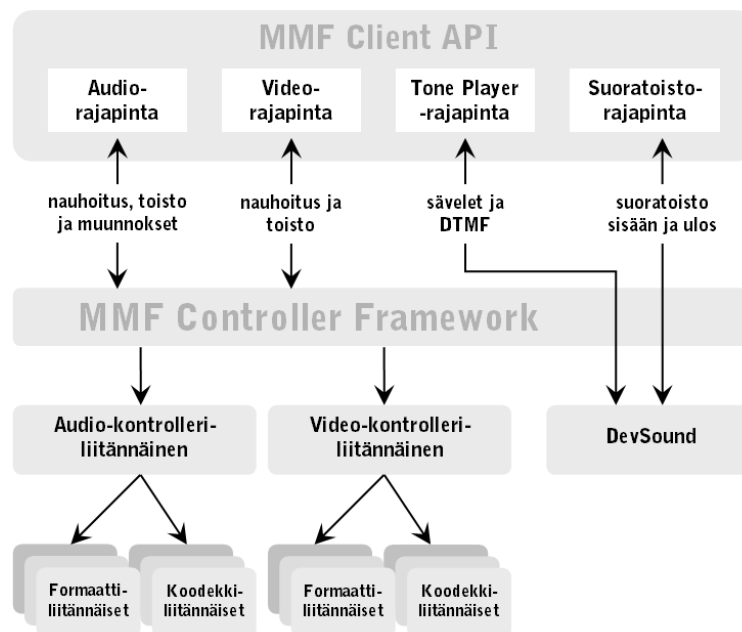 MMF Client API
Audio-
rajapinta
Video-
rajapinta
Tone Player
-rajapinta
Suoratoisto-
rajapinta
nauhoitus, toisto
ja muunnokset
nauhoitus ja
toisto
sävelet ja
DTMF
suoratoisto
sisään ja ulos
MMF Controller Framework
Audio-kontrolleri-
liitännäinen
Video-kontrolleri-
liitännäinen
DevSound
Formaatti-
liitännäiset
Koodekki-
liitännäiset
Formaatti-
liitännäiset
Koodekki-
liitännäiset